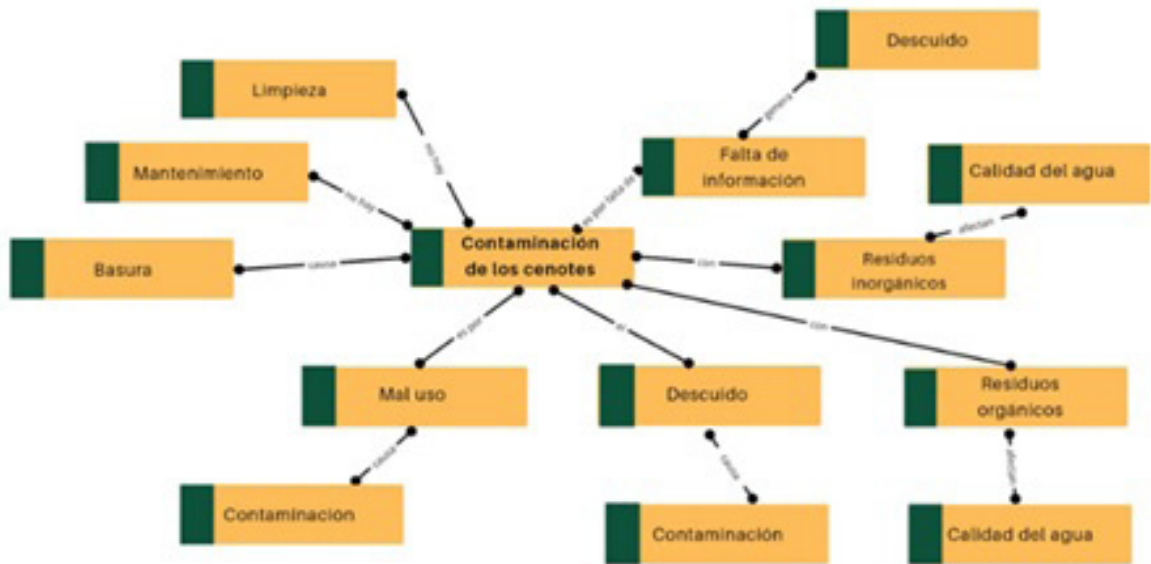 Descuido
Limpieza
genera
no hay
Falta de
información
Mantenimiento
Calidad del agua
no hay
es por falta de
afectan
Contaminación
de los cenotes
Basura
causa
con
Residuos
inorgánicos
es por
el
con
Mal uso
Descuido
Residuos
orgánicos
causa
causa
afectan
Contaminación
Contaminación
Calidad del agua